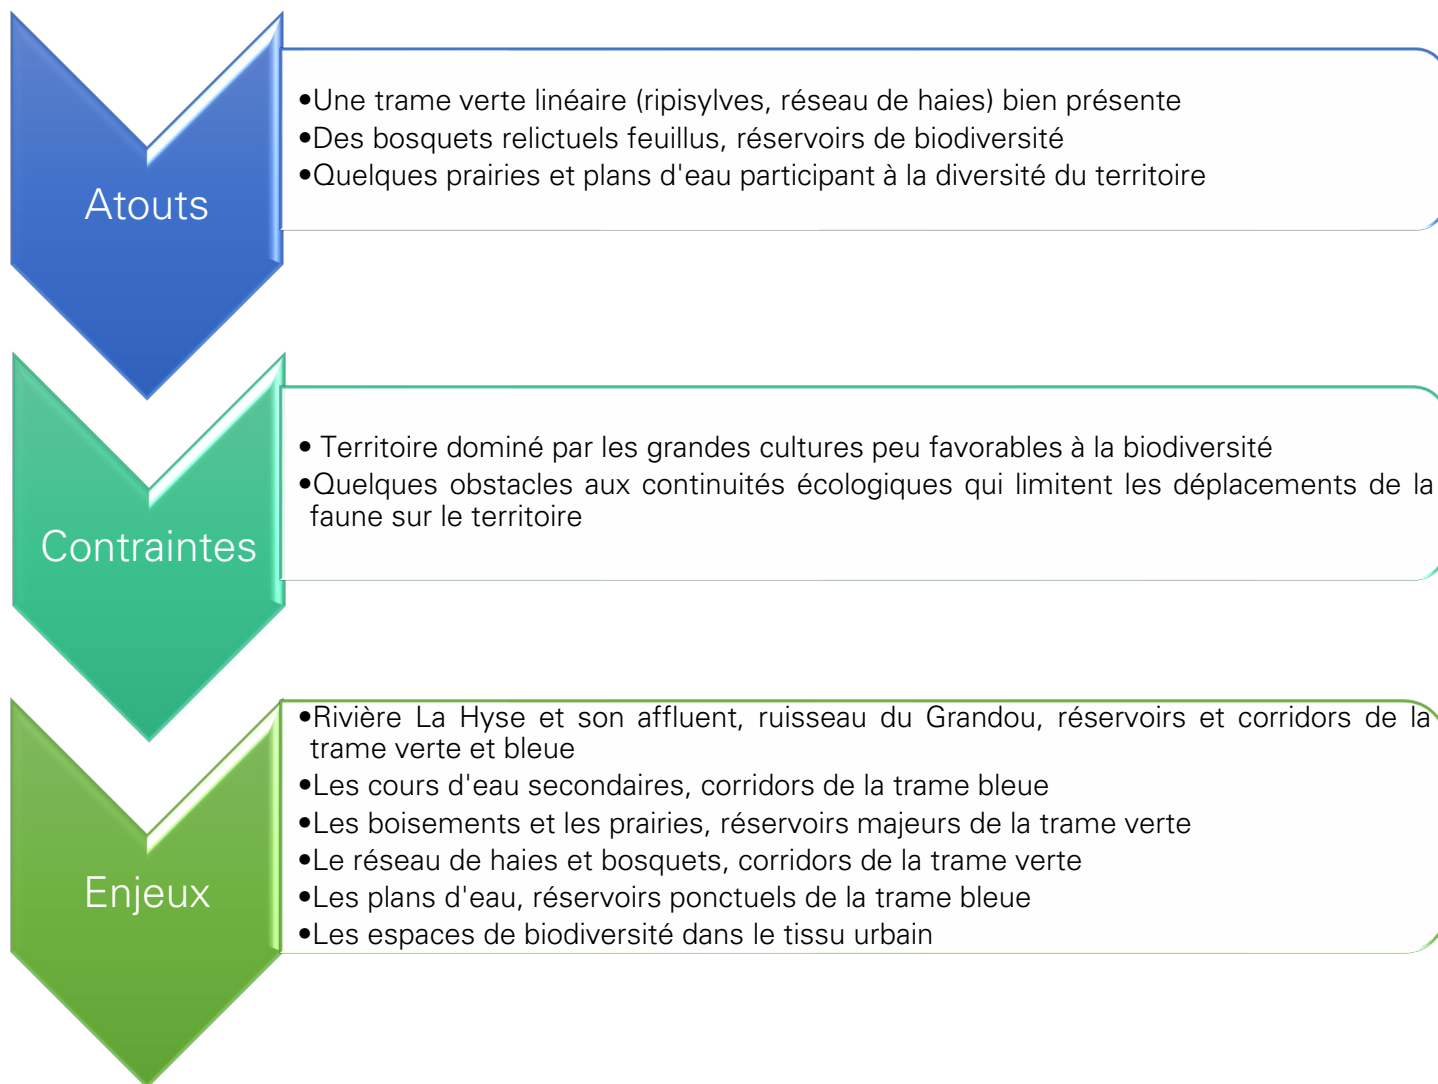 Atouts
•Une trame verte linéaire (ripisylves, réseau de haies) bien présente
•Des bosquets relictuels feuillus, réservoirs de biodiversité
•Quelques prairies et plans d'eau participant à la diversité du territoire
Contraintes
• Territoire dominé par les grandes cultures peu favorables à la biodiversité
•Quelques obstacles aux continuités écologiques qui limitent les déplacements de la
faune sur le territoire
Enjeux
•Rivière La Hyse et son affluent, ruisseau du Grandou, réservoirs et corridors de la
trame verte et bleue
•Les cours d'eau secondaires, corridors de la trame bleue
•Les boisements et les prairies, réservoirs majeurs de la trame verte
•Le réseau de haies et bosquets, corridors de la trame verte
•Les plans d'eau, réservoirs ponctuels de la trame bleue
•Les espaces de biodiversité dans le tissu urbain